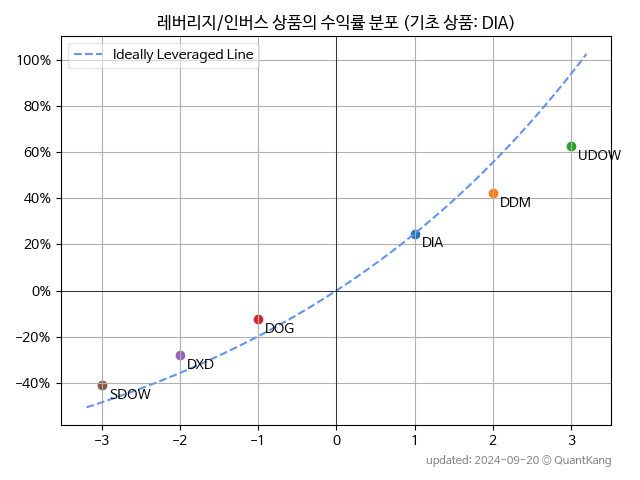 레버리지/인버스 상품의 수익률 분포 (기초 상품: DIA)
Ideally Leveraged Line
100%
80%
60%
40%
20%
0%
−20%
−40%
UDOW
DDM
DIA
DOG
DXD
SDOW
−3 −2 −1 0 1 2 3
updated: 2024-09-20 © QuantKang